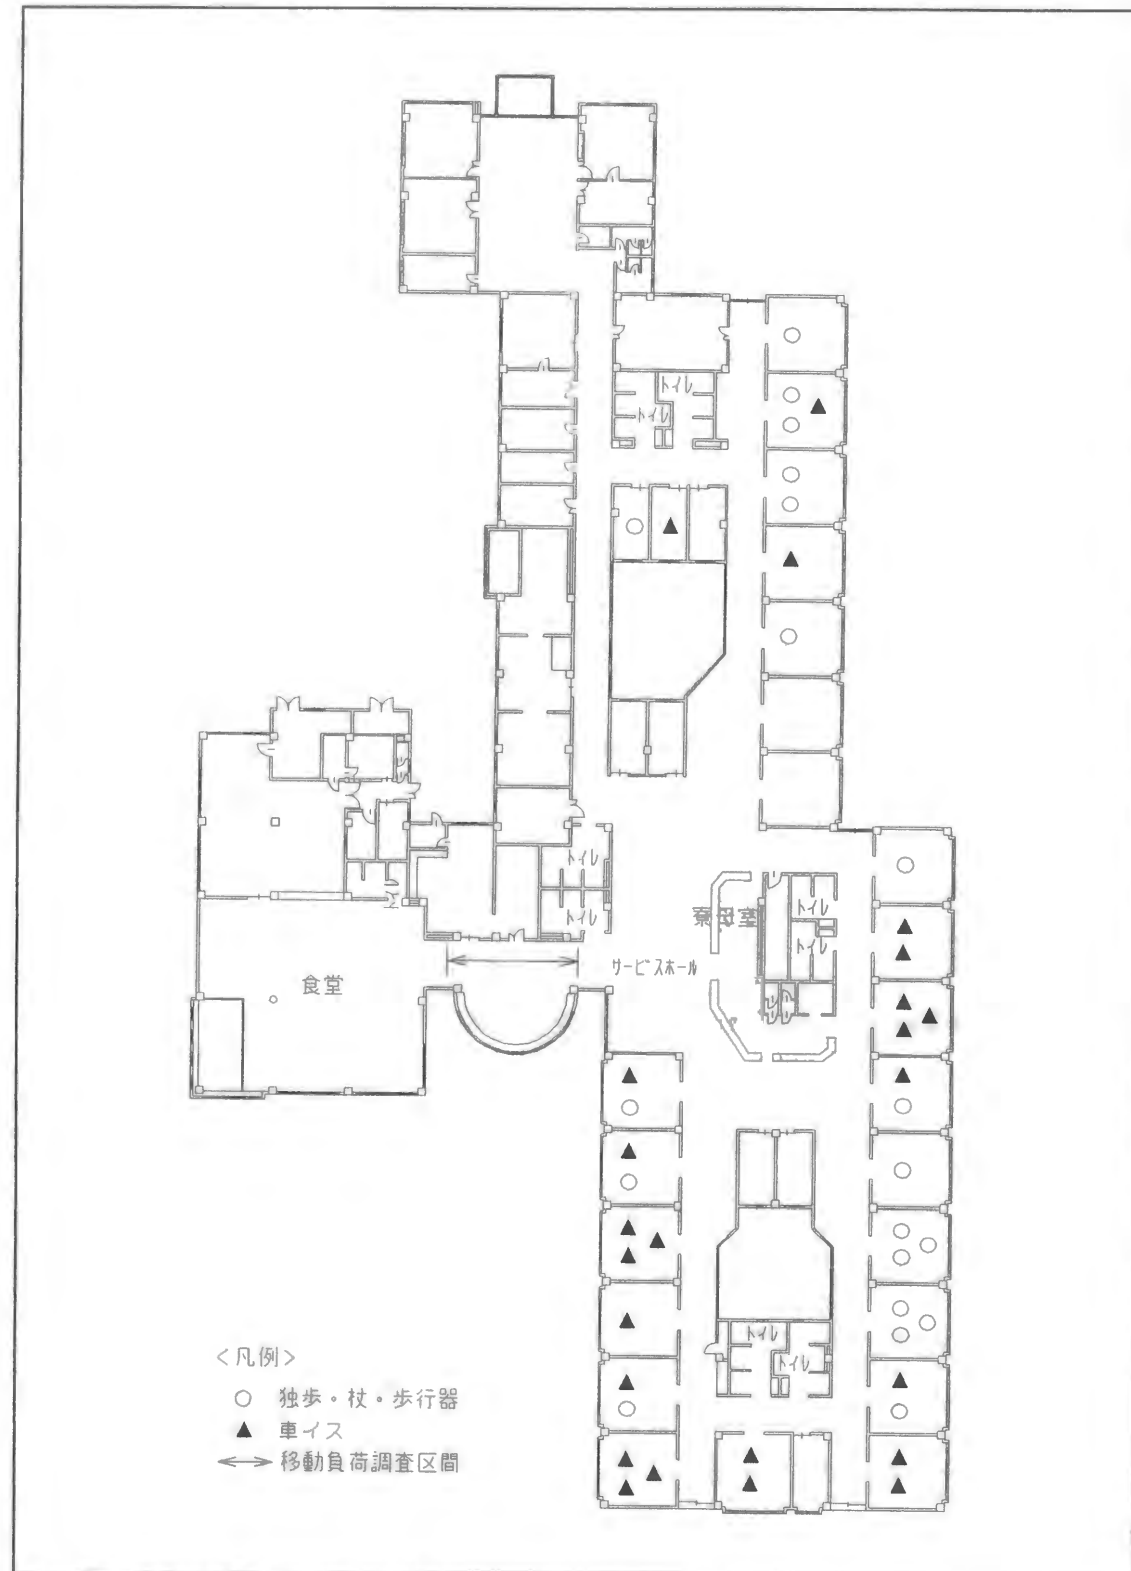 トイレ
トイレ
トイレ
トイレ
寮母室
トイレ
トイレ
サービスホール
食堂
トイレ
トイレ
<凡例>
○ 独歩・杖・歩行器
▲ 車イス
←→ 移動負荷調査区間